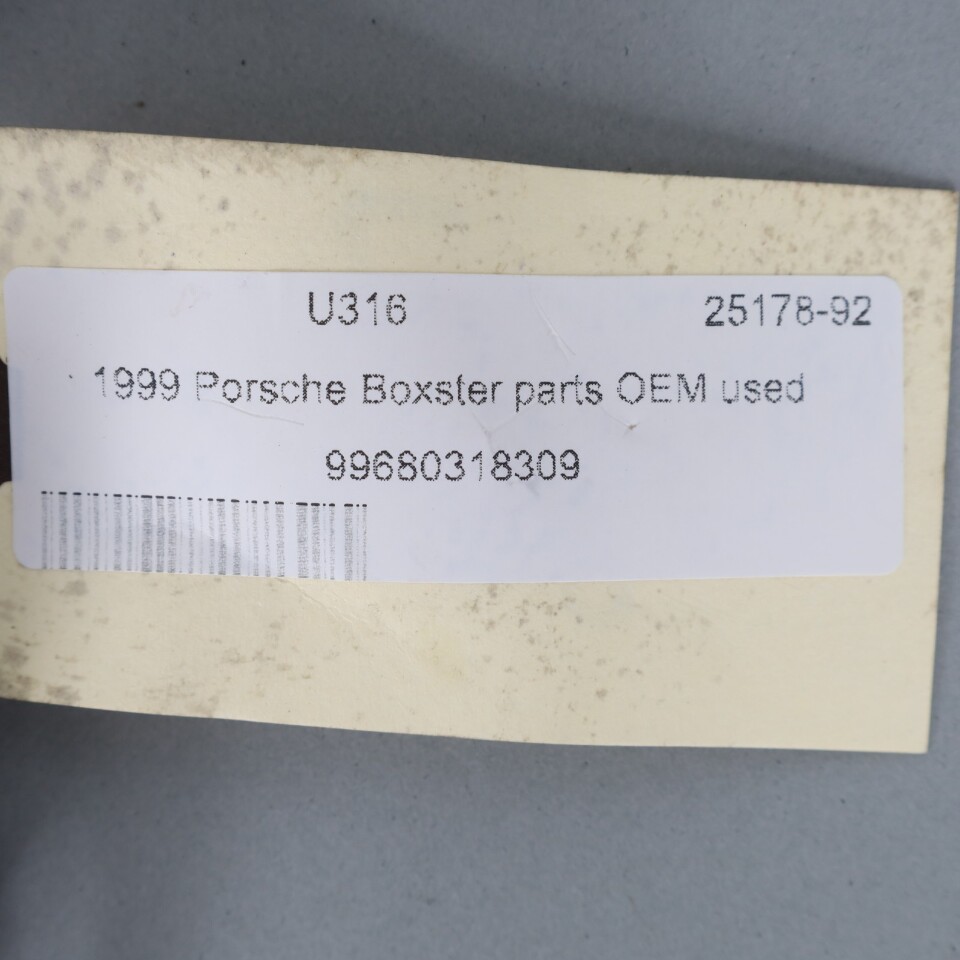 U316 25178-92
1999 Porsche Boxster parts OEM used
99680318309